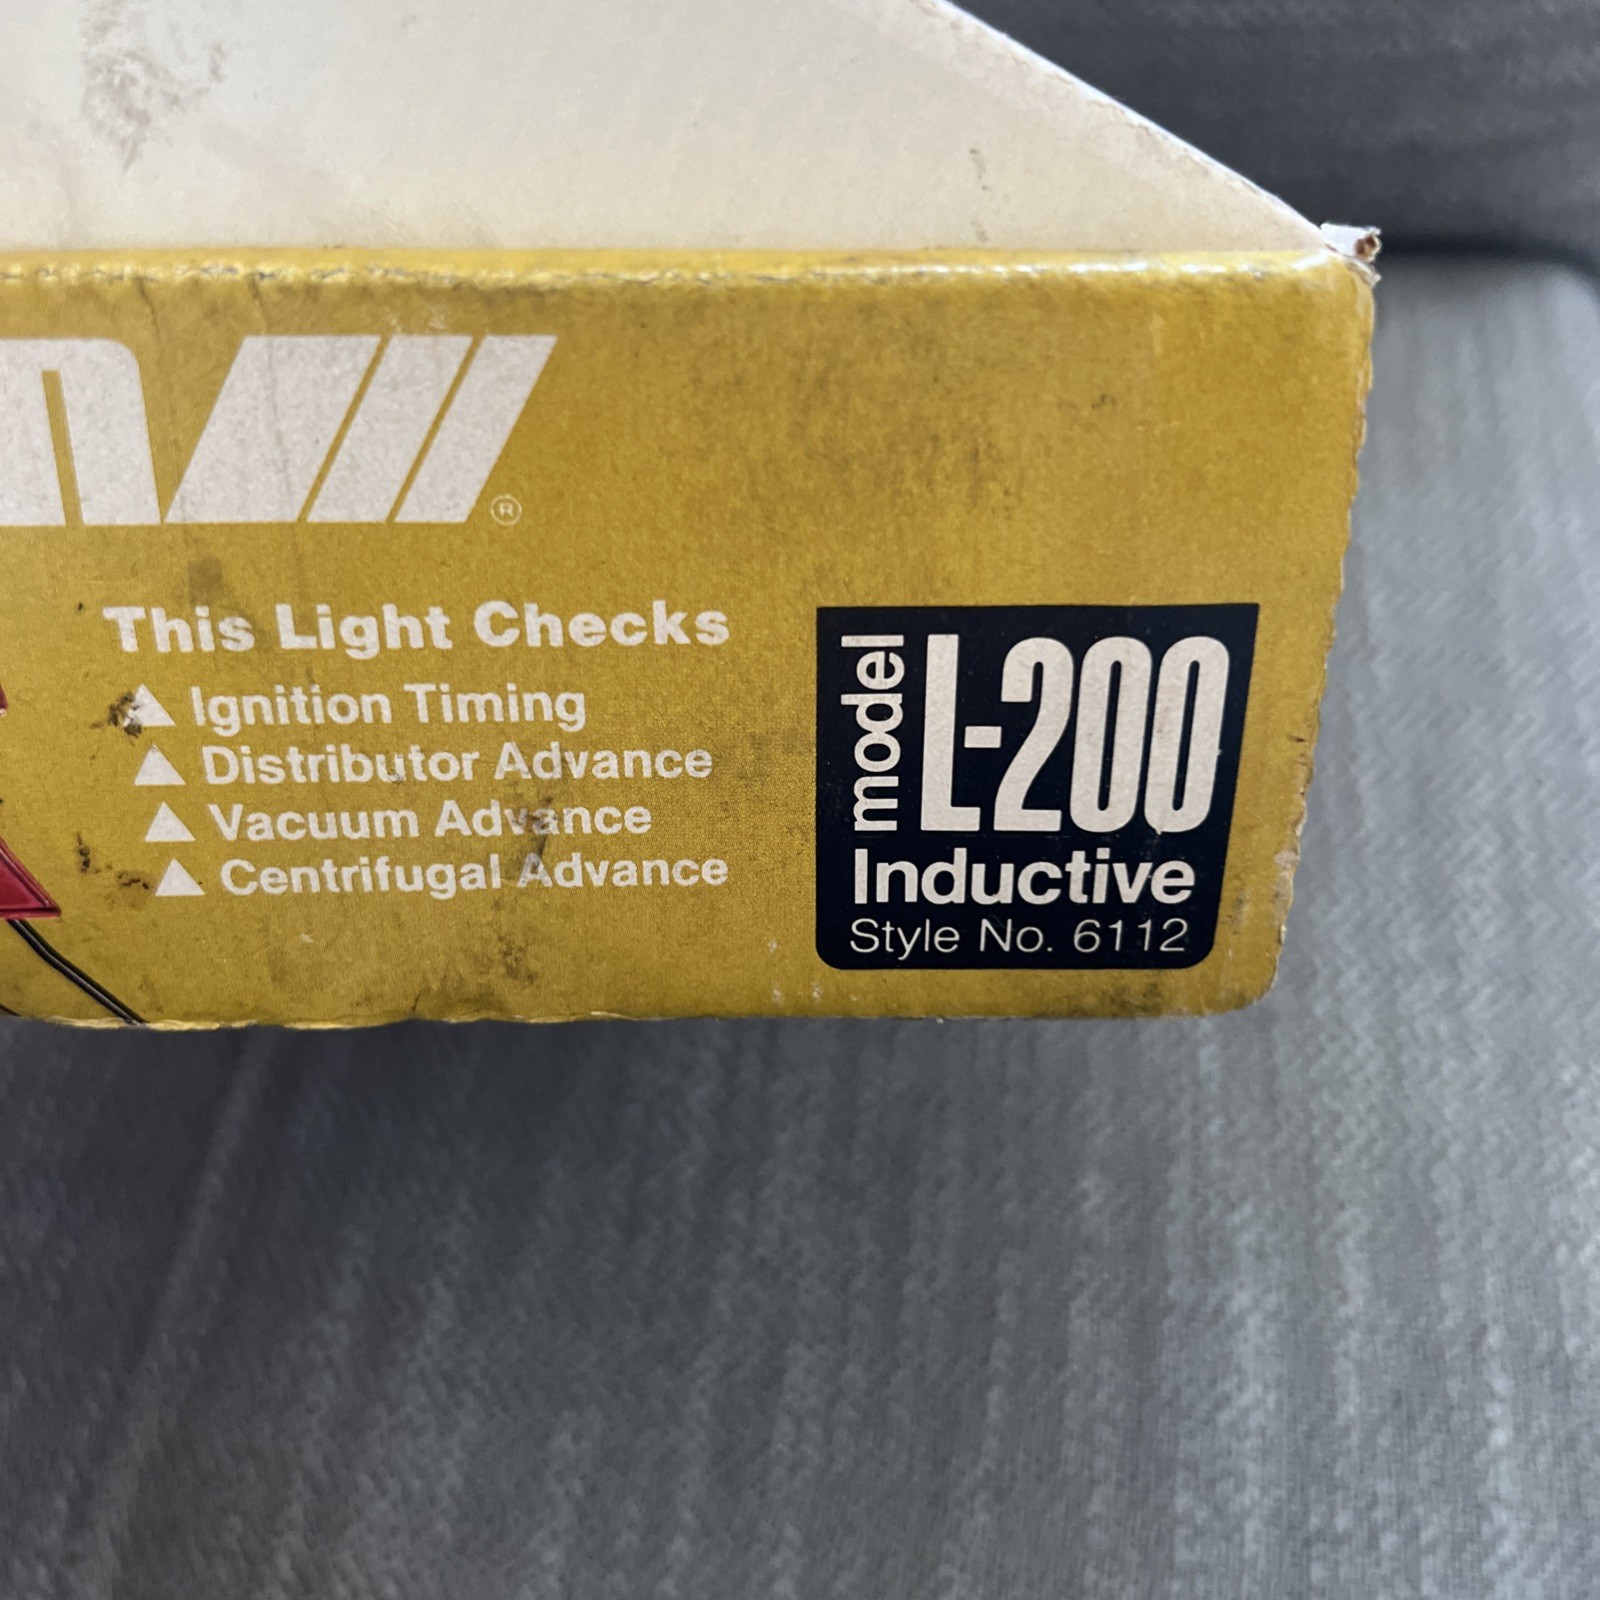 n
®
This Light Checks
Ignition Timing
Distributor Advance
Vacuum Advance
Centrifugal Advance
model L-200
Inductive
Style No. 6112